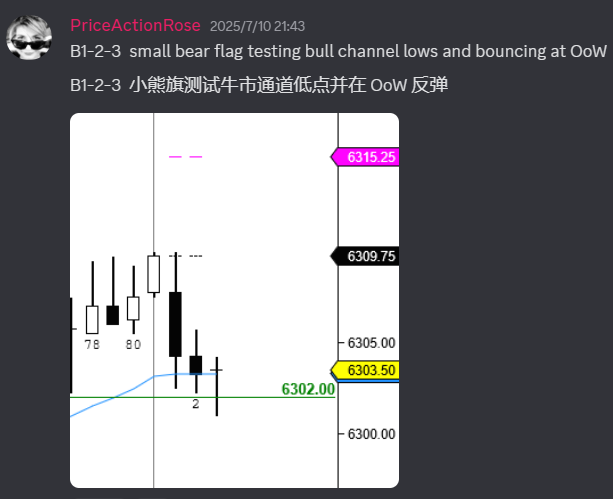 PriceActionRose 2025/7/10 21:43
B1-2-3 small bear flag testing bull channel lows and bouncing at OoW
B1-2-3 小熊旗测试牛市通道低点并在 OoW 反弹
6315.25
6309.75
78 80
6305.00
6303.50
6302.00
2
6300.00